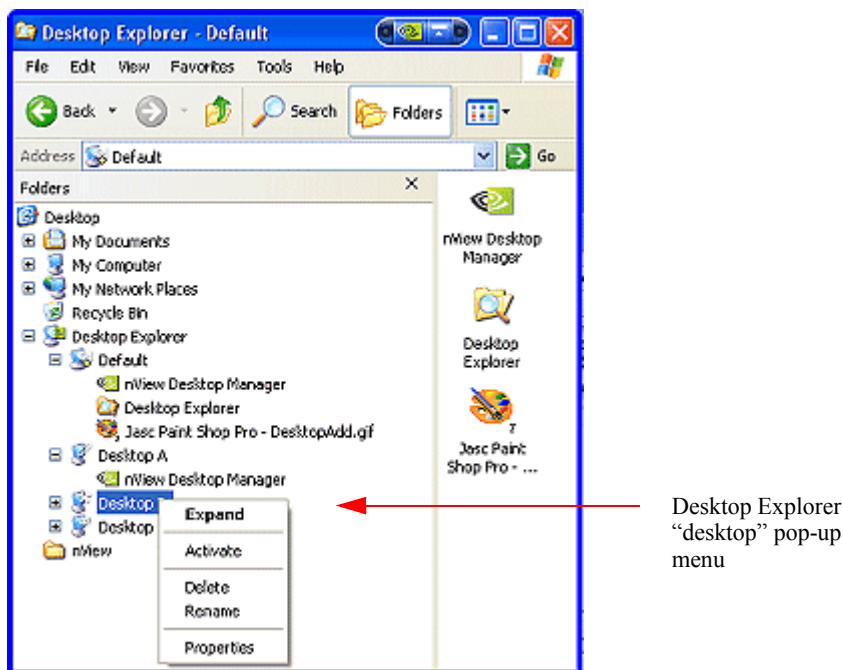 Desktop Explorer - Default
File Edit View Favorites Tools Help
Back Search Folders
Address Default Go
Folders
Desktop
My Documents
My Computer
My Network Places
Recycle Bin
Desktop Explorer
Default
nView Desktop Manager
Desktop Explorer
Jasc Paint Shop Pro - DesktopAdd.gif
Desktop A
nView Desktop Manager
Desktop
Desktop
nView
Expand
Activate
Delete
Rename
Properties
nView Desktop
Manager
Desktop
Explorer
Jasc Paint
Shop Pro - ...
Desktop Explorer
“desktop” pop-up
menu